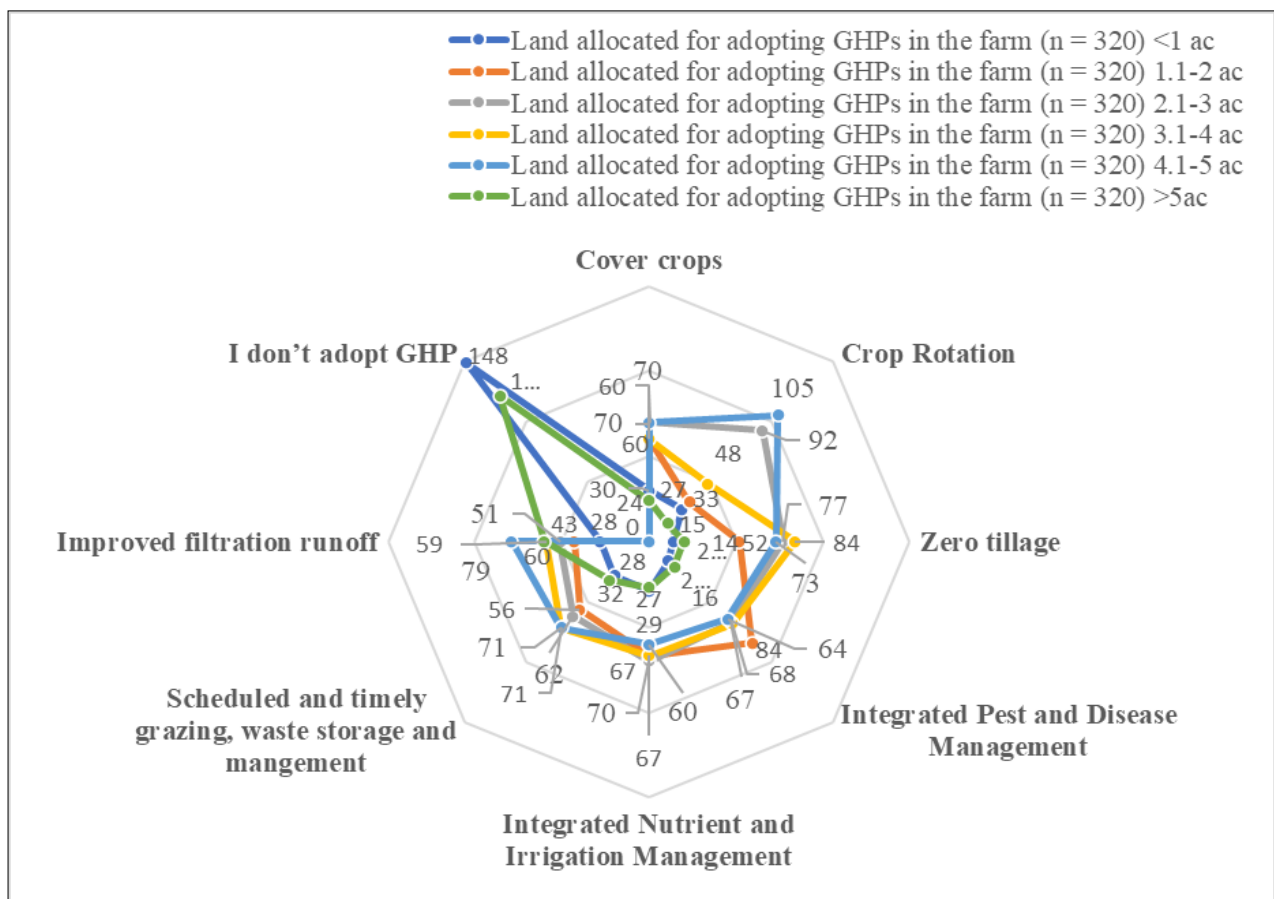 Land allocated for adopting GHPs in the farm (n = 320) <1 ac
Land allocated for adopting GHPs in the farm (n = 320) 1.1-2 ac
Land allocated for adopting GHPs in the farm (n = 320) 2.1-3 ac
Land allocated for adopting GHPs in the farm (n = 320) 3.1-4 ac
Land allocated for adopting GHPs in the farm (n = 320) 4.1-5 ac
Land allocated for adopting GHPs in the farm (n = 320) >5ac
Cover crops
I don’t adopt GHP
148
1...
Crop Rotation
70
60
70
60
105
92
48
30
24
27
33
15
0
77
Improved filtration runoff
51
59
79
60
43
28
14
52
2...
84
73
Zero tillage
28
32
27
2...
16
29
56
71
62
71
67
70
67
60
67
84
68
64
Scheduled and timely
grazing, waste storage and
mangement
Integrated Pest and Disease
Management
Integrated Nutrient and
Irrigation Management